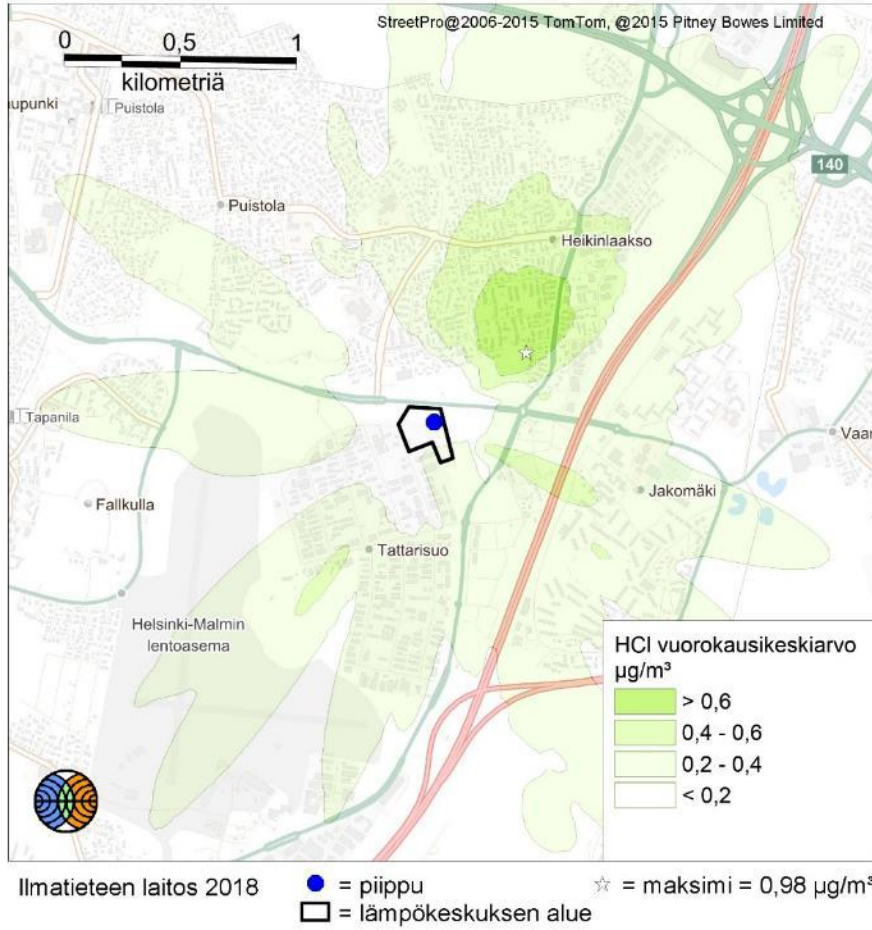 StreetPro@2006-2015 TomTom, @2015 Pitney Bowes Limited
0 0,5 1
kilometriä
aupunki
Puistola
140
Puistola
Heikinlaakso
Tapanila
Vaar
Fallkulla
Jakomäki
Tattarisuo
Helsinki-Malmin
lentoasema
HCl vuorokausikeskiarvo
µg/m³
> 0,6
0,4 - 0,6
0,2 - 0,4
< 0,2
Ilmatieteen laitos 2018
= piippu
☆ = maksimi = 0,98 µg/m³
= lämpökeskuksen alue